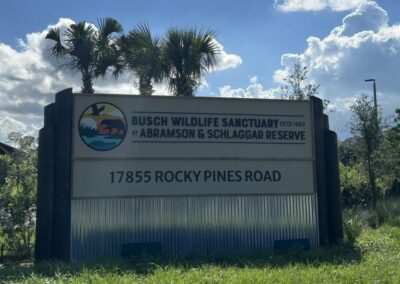 BUSCH WILDLIFE SANCTUARY ESTD 1983
AT ABRAMSON & SCHLAGGAR RESERVE
17855 ROCKY PINES ROAD